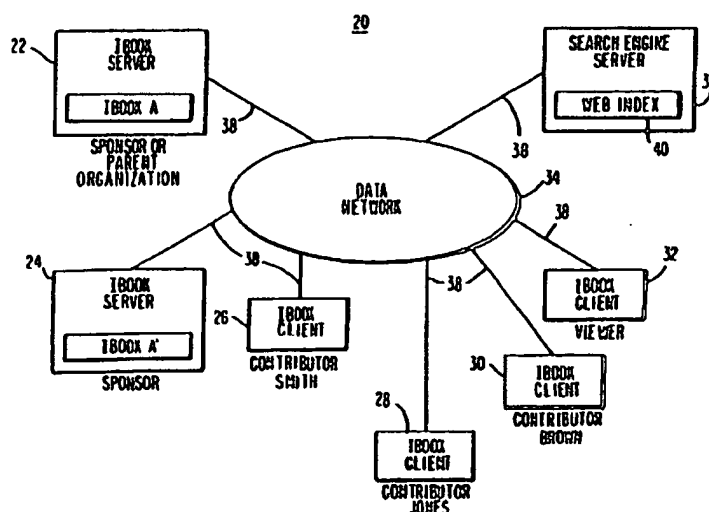 20
22
IBOOK
SERVER
IBOOK A
SPONSOR OR
PARENT
ORGANIZATION
38
SEARCH ENGINE
SERVER
WEB INDEX
40
38
DATA
NETWORK
34
38
24
IBOOK
SERVER
IBOOK A'
SPONSOR
38
26
IBOOK
CLIENT
CONTRIBUTOR
SMITH
38
32
IBOOK
CLIENT
VIEWER
28
IBOOK
CLIENT
CONTRIBUTOR
JONES
30
IBOOK
CLIENT
CONTRIBUTOR
BROWN